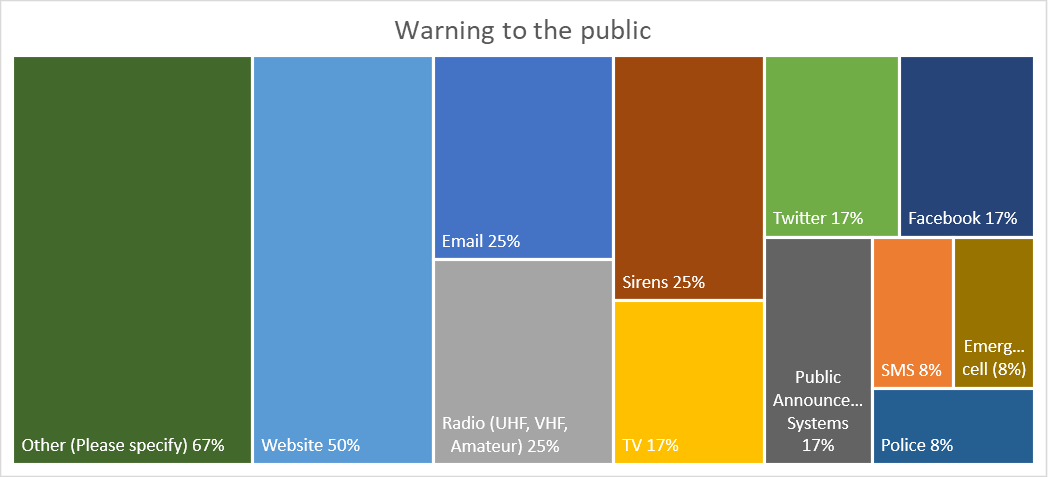 Warning to the public
Other (Please specify) 67%
Website 50%
Email 25%
Radio (UHF, VHF,
Amateur) 25%
Sirens 25%
TV 17%
Twitter 17%
Facebook 17%
Public
Announce...
Systems
17%
SMS 8%
Emerg...
cell (8%)
Police 8%